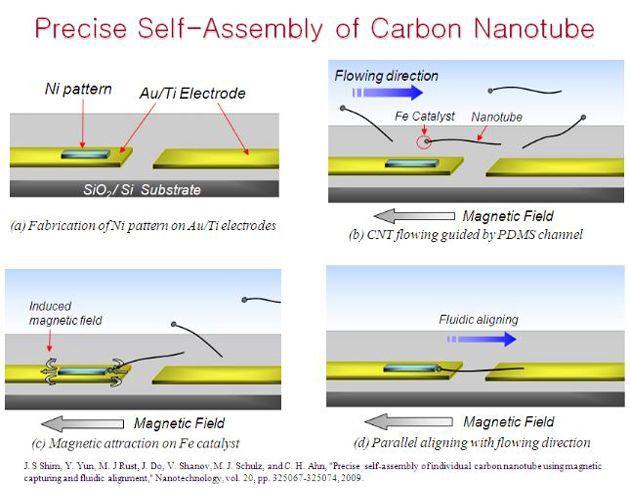 Precise Self-Assembly of Carbon Nanotube
Ni pattern
Au/Ti Electrode
SiO2/ Si Substrate
(a) Fabrication of Ni pattern on Au/Ti electrodes
Flowing direction
Fe Catalyst
Nanotube
Magnetic Field
(b) CNT flowing guided by PDMS channel
Induced
magnetic field
Magnetic Field
(c) Magnetic attraction on Fe catalyst
Fluidic aligning
Magnetic Field
(d) Parallel aligning with flowing direction
J. S Shim, Y. Yun, M. J Rust, J. Do, V. Shanov, M. J. Schulz, and C. H. Ahn, "Precise self-assembly of individual carbon nanotube using magnetic
capturing and fluidic alignment," Nanotechnology, vol. 20, pp. 325067-325074, 2009.